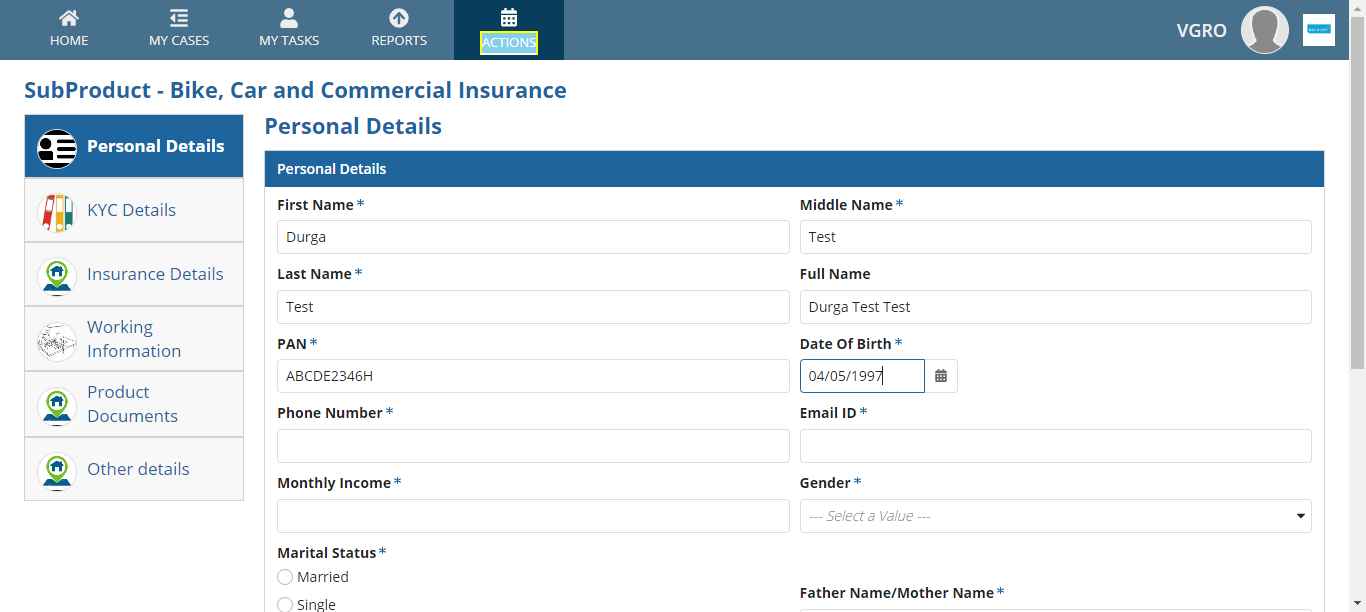 HOME
MY CASES
MY TASKS
REPORTS
ACTIONS
VGRO
SubProduct - Bike, Car and Commercial Insurance
Personal Details
KYC Details
Insurance Details
Working
Information
Product
Documents
Other details
Personal Details
Personal Details
First Name *
Durga
Middle Name *
Test
Last Name *
Test
Full Name
Durga Test Test
PAN *
ABCDE2346H
Date Of Birth *
04/05/1997
Phone Number *
Email ID *
Monthly Income *
Gender *
--- Select a Value ---
Marital Status *
Married
Single
Father Name/Mother Name *